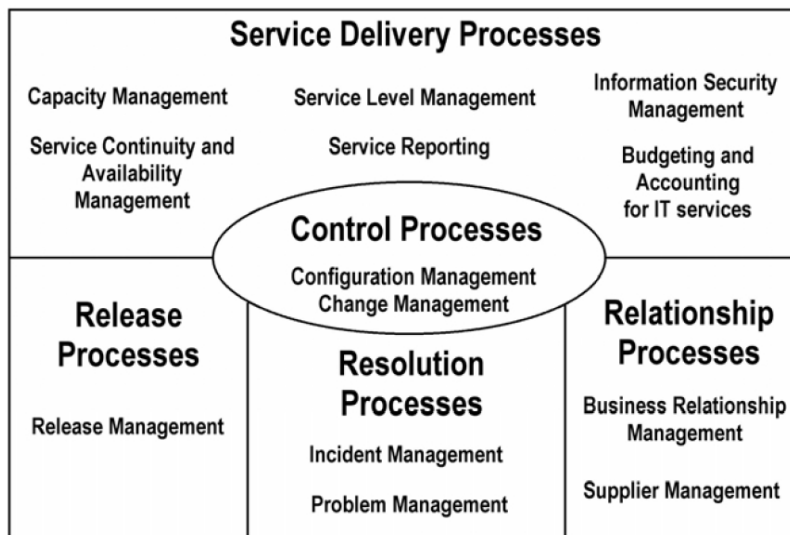 Service Delivery Processes
Capacity Management
Service Continuity and
Availability
Management
Service Level Management
Service Reporting
Information Security
Management
Budgeting and
Accounting
for IT services
Control Processes
Configuration Management
Change Management
Release
Processes
Release Management
Resolution
Processes
Incident Management
Problem Management
Relationship
Processes
Business Relationship
Management
Supplier Management